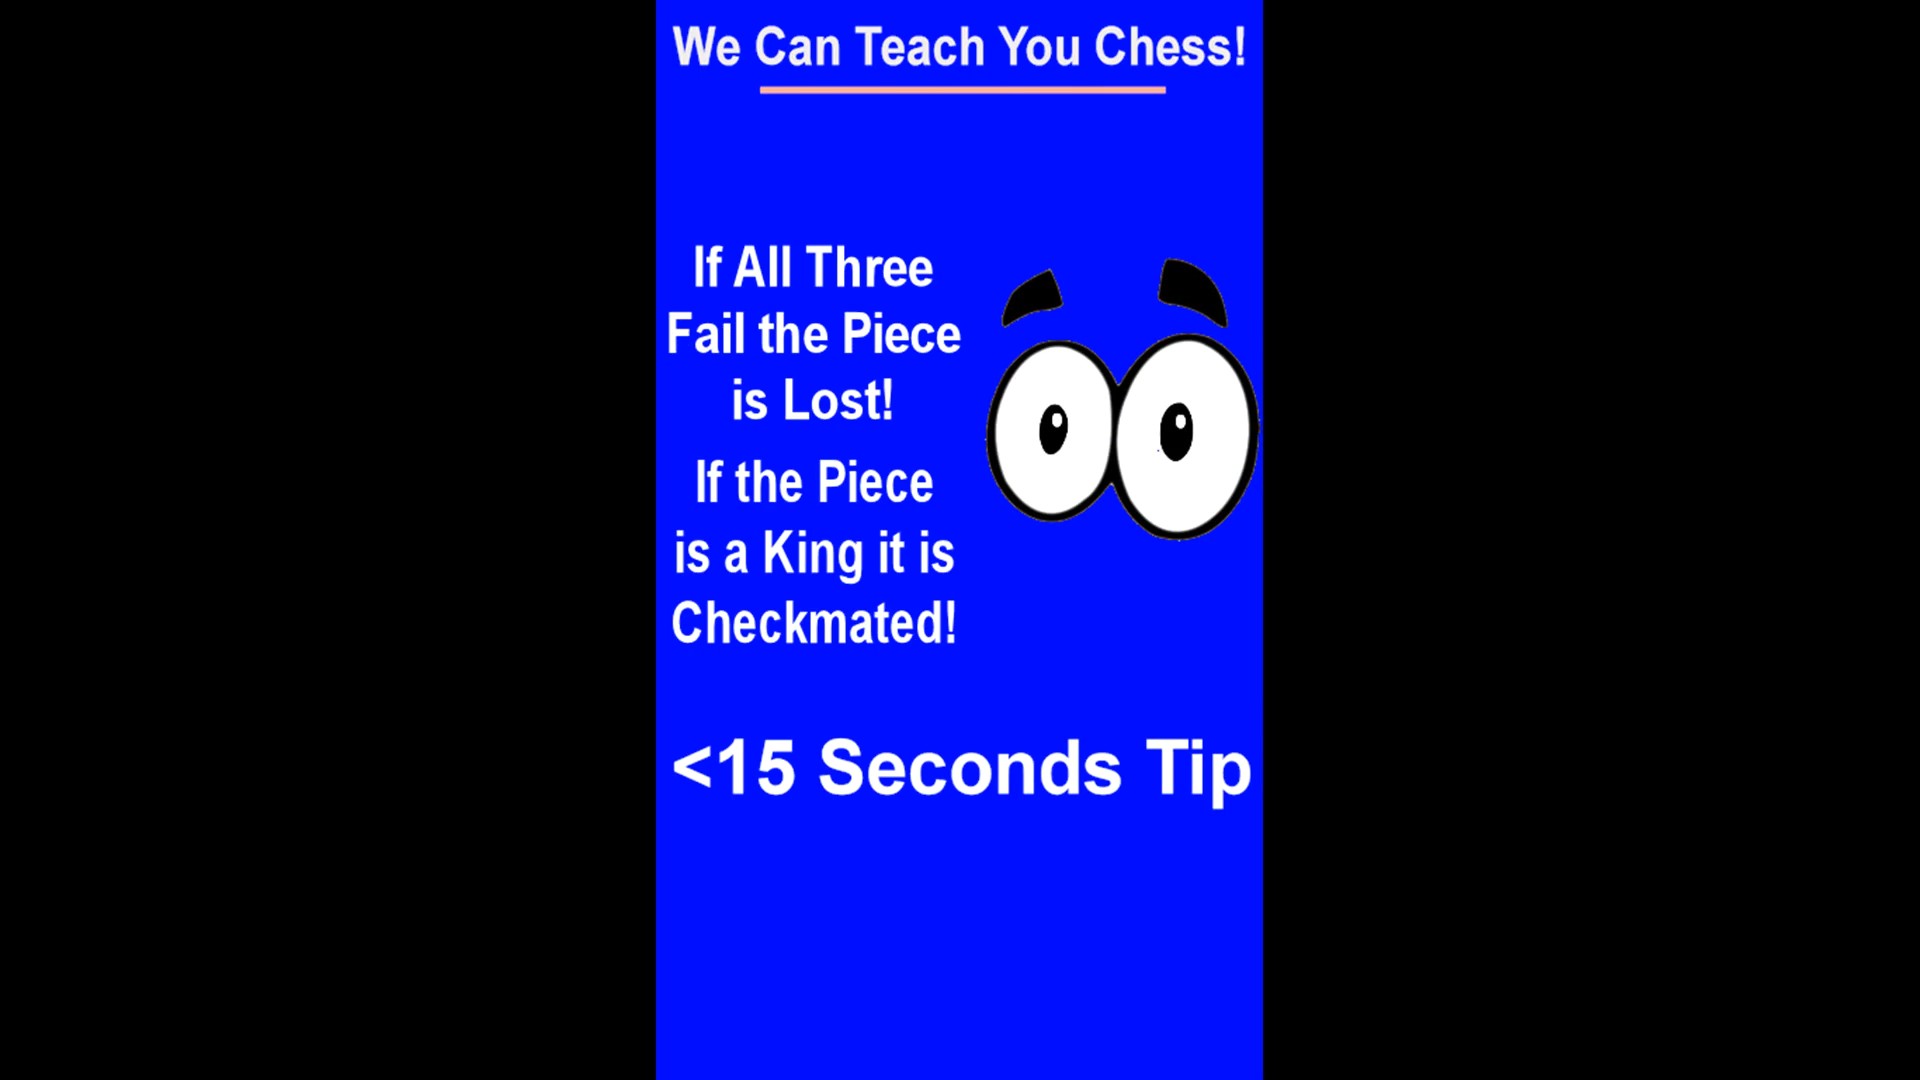 We Can Teach You Chess!
If All Three
Fail the Piece
is Lost!
If the Piece
is a King it is
Checkmated!
<15 Seconds Tip